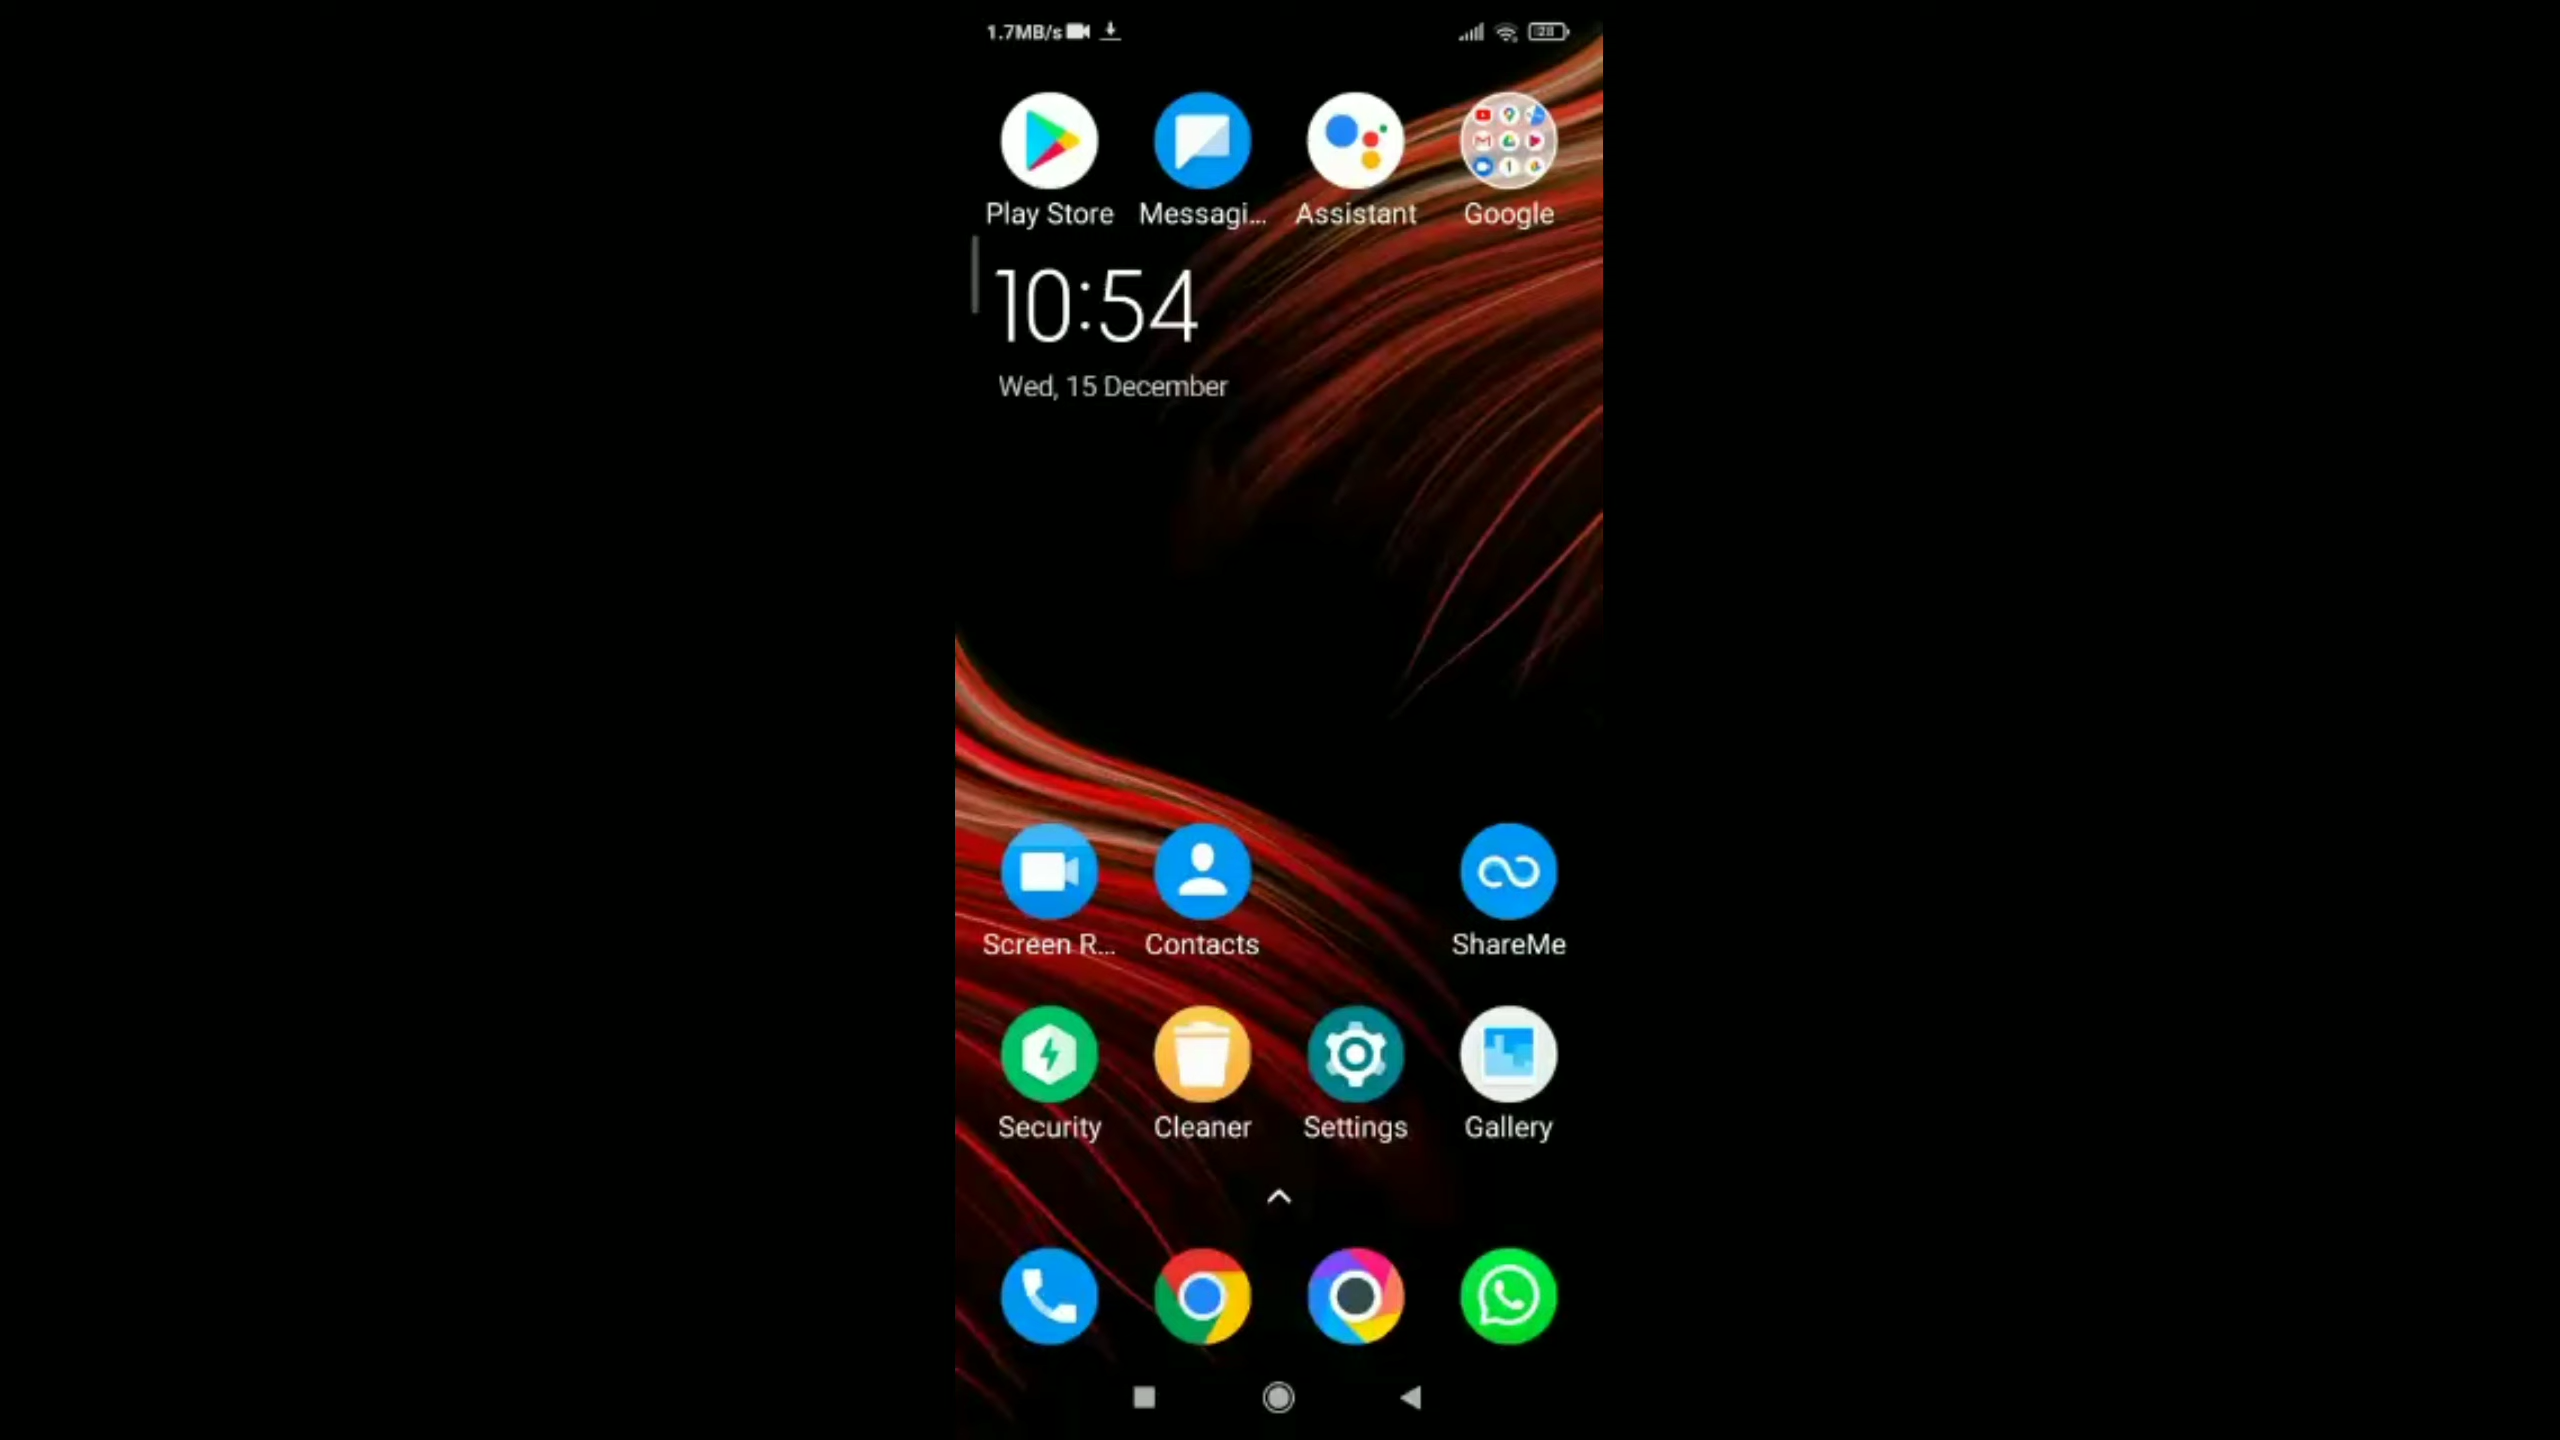 1.7MB/s
28
Play Store Messagi... Assistant Google
10:54
Wed, 15 December
Screen R... Contacts ShareMe
Security Cleaner Settings Gallery